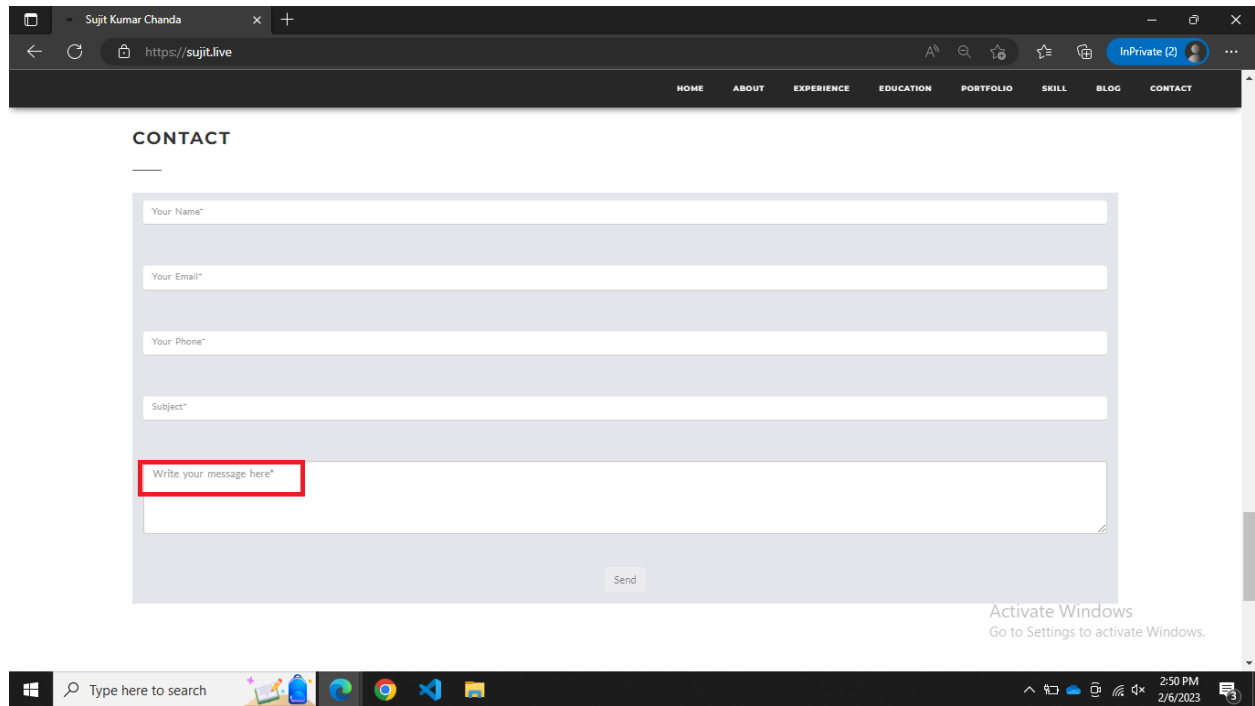 Sujit Kumar Chanda
https://sujit.live
InPrivate (2)
HOME ABOUT EXPERIENCE EDUCATION PORTFOLIO SKILL BLOG CONTACT
CONTACT
Your Name*
Your Email*
Your Phone*
Subject*
Write your message here*
Send
Activate Windows
Go to Settings to activate Windows.
Type here to search
2:50 PM
2/6/2023
3